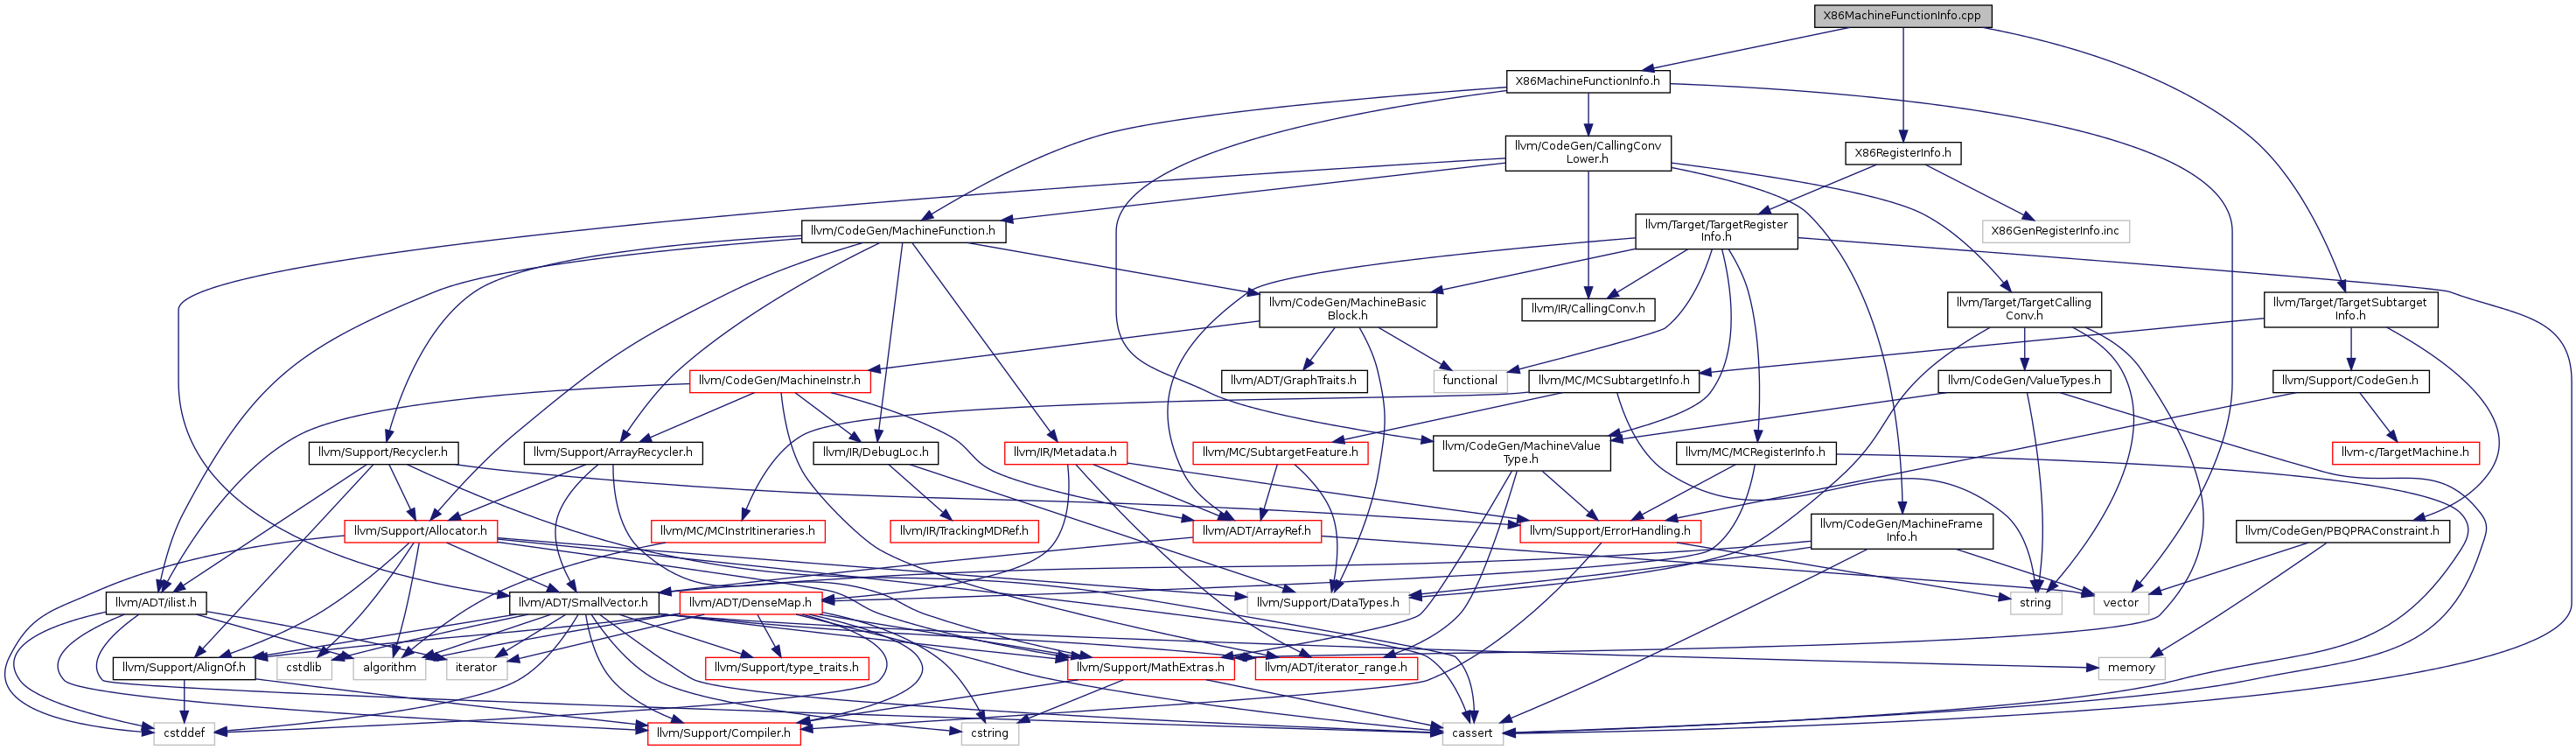 X86MachineFunctionInfo.cpp
X86MachineFunctionInfo.h
llvm/CodeGen/CallingConv
Lower.h
X86RegisterInfo.h
llvm/CodeGen/MachineFunction.h
llvm/Target/TargetRegister
Info.h
X86GenRegisterInfo.inc
llvm/CodeGen/MachineBasic
Block.h
llvm/IR/CallingConv.h
llvm/Target/TargetCalling
Conv.h
llvm/Target/TargetSubtarget
Info.h
llvm/CodeGen/MachineInstr.h
llvm/ADT/GraphTraits.h
functional
llvm/MC/MCSubtargetInfo.h
llvm/CodeGen/ValueTypes.h
llvm/Support/CodeGen.h
llvm/Support/Recycler.h
llvm/Support/ArrayRecycler.h
llvm/IR/DebugLoc.h
llvm/IR/Metadata.h
llvm/MC/SubtargetFeature.h
llvm/CodeGen/MachineValue
Type.h
llvm/MC/MCRegisterInfo.h
llvm-c/TargetMachine.h
llvm/Support/Allocator.h
llvm/MC/MCInstrItineraries.h
llvm/IR/TrackingMDRef.h
llvm/ADT/ArrayRef.h
llvm/Support/ErrorHandling.h
llvm/CodeGen/MachineFrame
Info.h
llvm/CodeGen/PBQPRAConstraint.h
llvm/ADT/ilist.h
llvm/ADT/SmallVector.h
llvm/ADT/DenseMap.h
llvm/Support/DataTypes.h
string
vector
llvm/Support/AlignOf.h
cstdlib
algorithm
iterator
llvm/Support/type_traits.h
llvm/Support/MathExtras.h
llvm/ADT/iterator_range.h
memory
cstddef
llvm/Support/Compiler.h
cstring
cassert